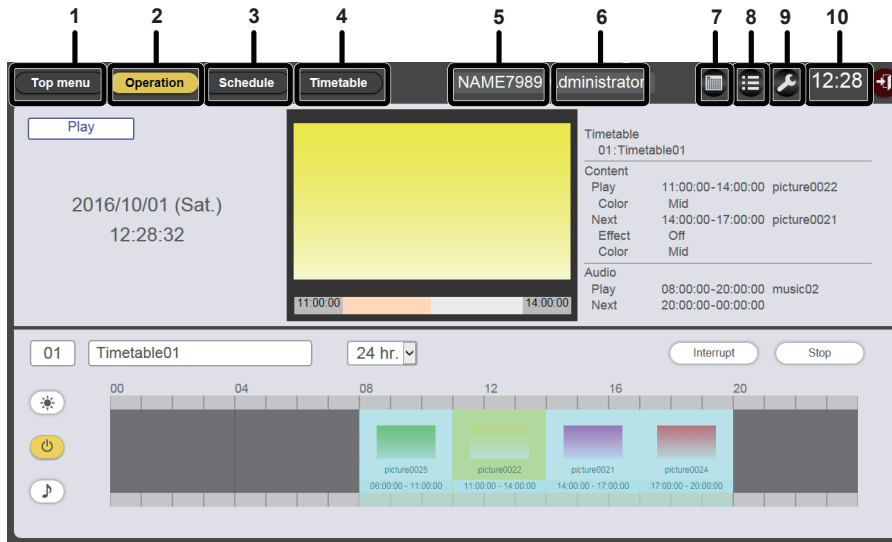 1 2 3 4 5 6 7 8 9 10
Top menu Operation Schedule Timetable NAME7989 dministrator 12:28
Play
2016/10/01 (Sat.)
12:28:32
11:00:00 14:00:00
Timetable
01:Timetable01
Content
Play 11:00:00-14:00:00 picture0022
Color Mid
Next 14:00:00-17:00:00 picture0021
Effect Off
Color Mid
Audio
Play 08:00:00-20:00:00 music02
Next 20:00:00-00:00:00
01 Timetable01 24 hr. Interrupt Stop
00 04 08 12 16 20
picture0025 picture0022 picture0021 picture0024
08:00:00 - 11:00:00 11:00:00 - 14:00:00 14:00:00 - 17:00:00 17:00:00 - 20:00:00